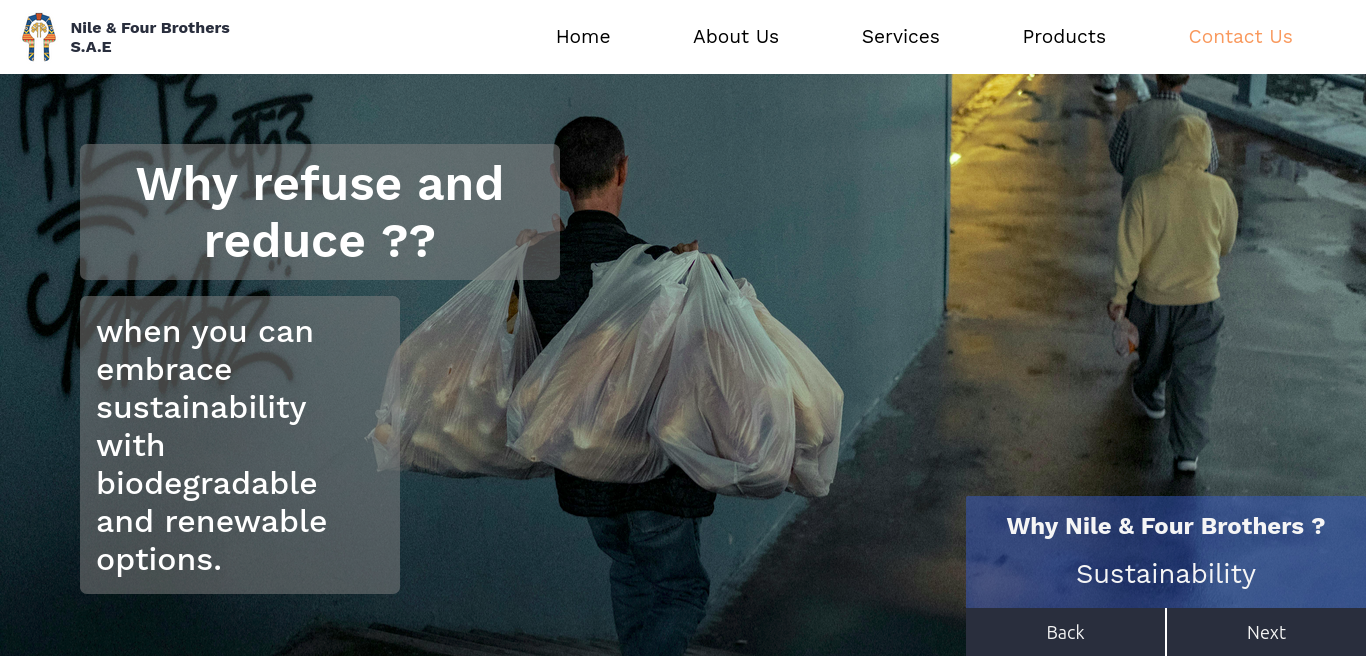 Nile & Four Brothers
S.A.E
Home
About Us
Services
Products
Contact Us
Why refuse and
reduce ??
when you can
embrace
sustainability
with
biodegradable
and renewable
options.
Why Nile & Four Brothers ?
Sustainability
Back
Next